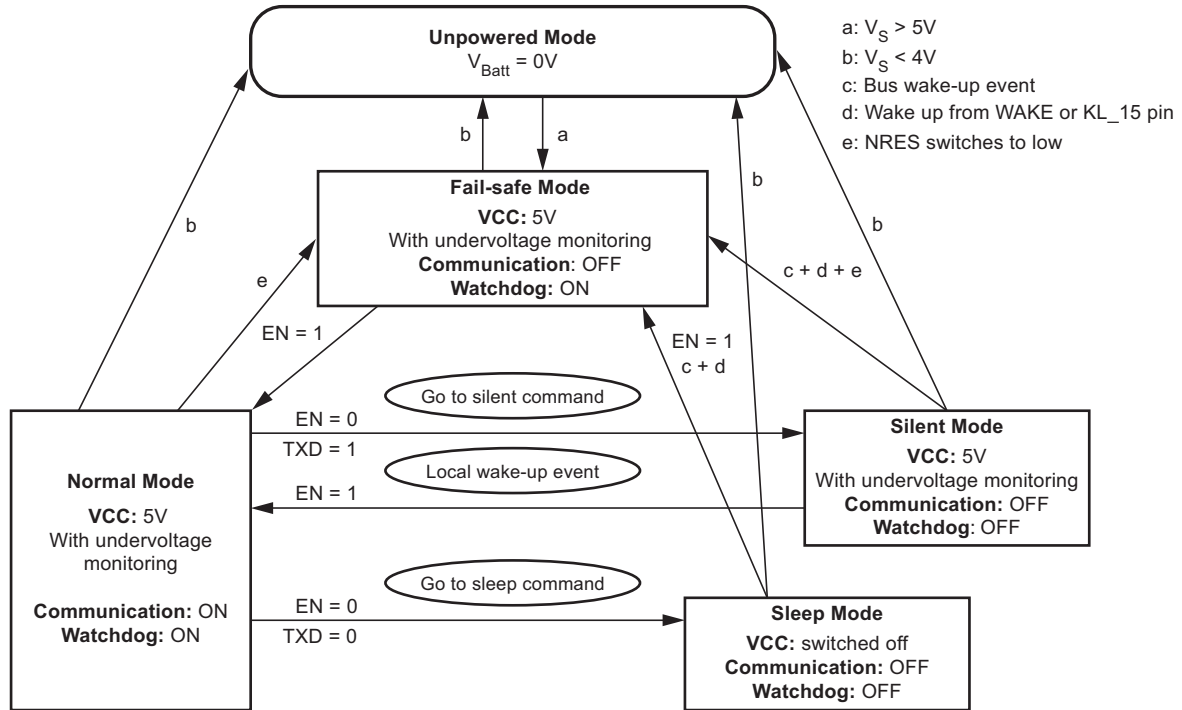 Unpowered Mode
V_Batt = 0V
a: V_S > 5V
b: V_S < 4V
c: Bus wake-up event
d: Wake up from WAKE or KL_15 pin
e: NRES switches to low
b
a
b
b
b
Fail-safe Mode
VCC: 5V
With undervoltage monitoring
Communication: OFF
Watchdog: ON
e
c + d + e
EN = 1
EN = 1
c + d
Go to silent command
EN = 0
TXD = 1
Local wake-up event
EN = 1
Go to sleep command
EN = 0
TXD = 0
Normal Mode
VCC: 5V
With undervoltage
monitoring
Communication: ON
Watchdog: ON
Silent Mode
VCC: 5V
With undervoltage monitoring
Communication: OFF
Watchdog: OFF
Sleep Mode
VCC: switched off
Communication: OFF
Watchdog: OFF